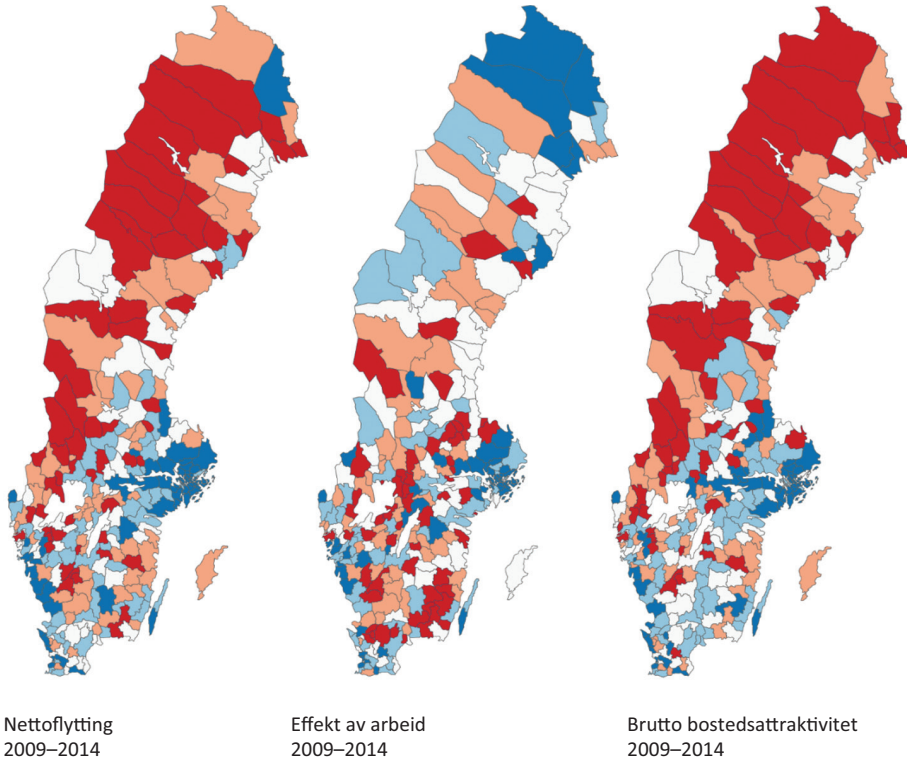 Nettoflytting
2009–2014
Effekt av arbeid
2009–2014
Brutto bostedsattraktivitet
2009–2014